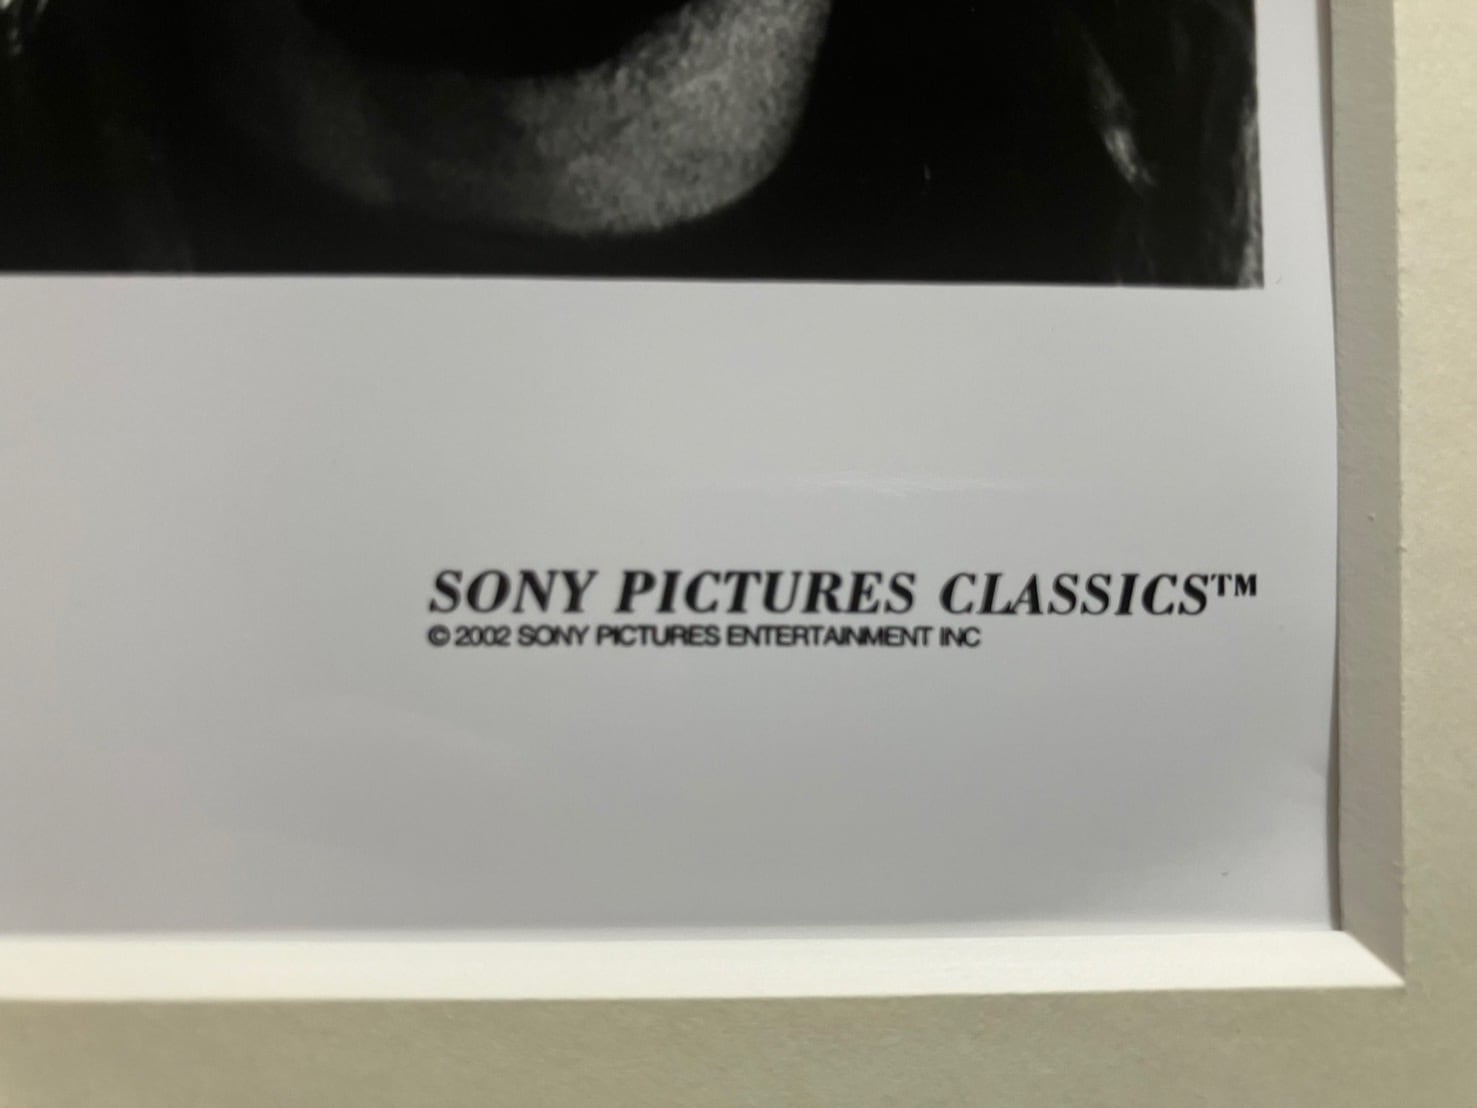 SONY PICTURES CLASSICS™
© 2002 SONY PICTURES ENTERTAINMENT INC